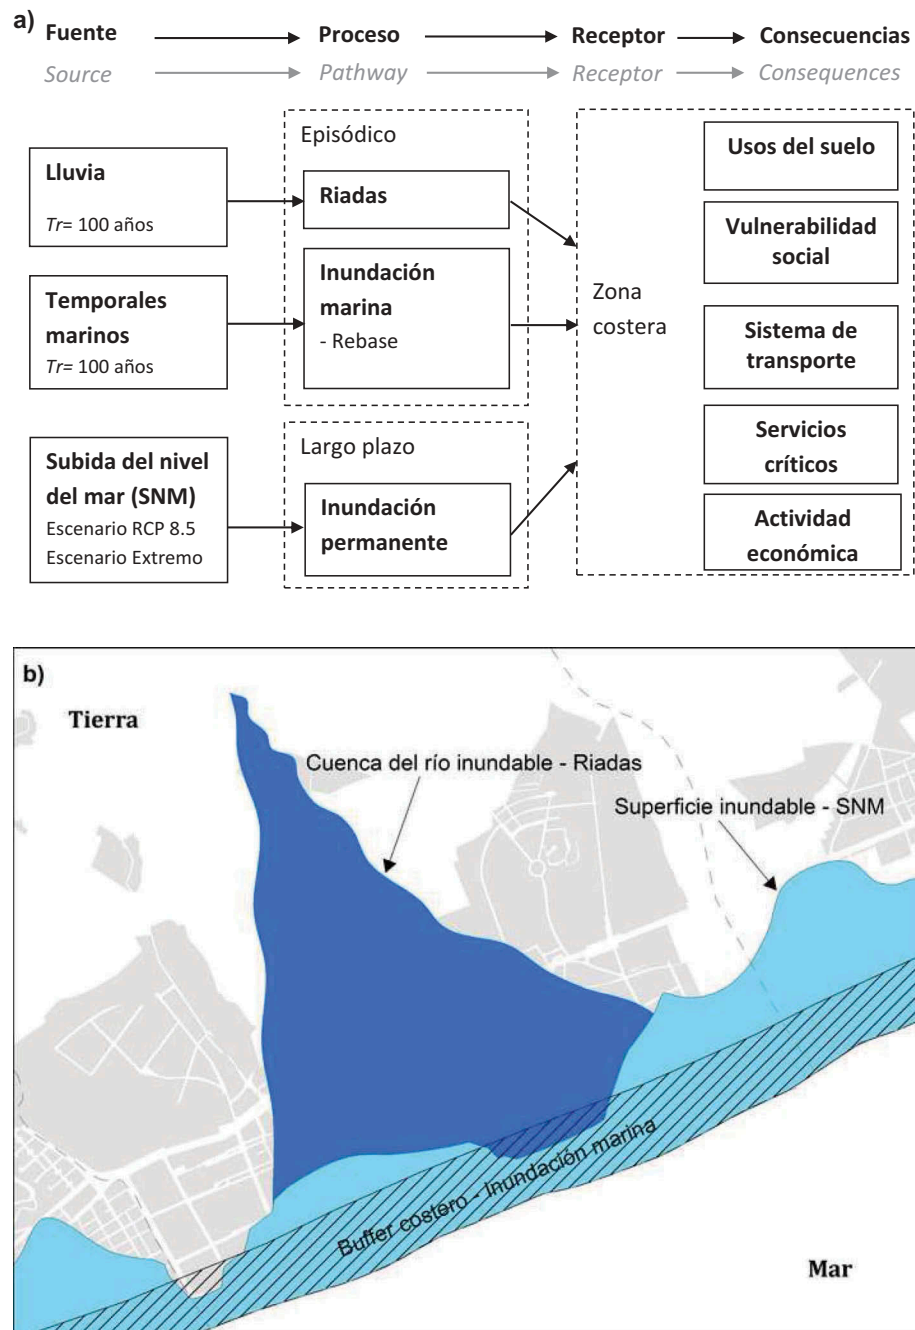 a)
Fuente
Proceso
Receptor
Consecuencias
Source
Pathway
Receptor
Consequences
Episódico
Lluvia
Tr= 100 años
Riadas
Temporales
marinos
Tr= 100 años
Inundación
marina
- Rebase
Largo plazo
Subida del nivel
del mar (SNM)
Escenario RCP 8.5
Escenario Extremo
Inundación
permanente
Zona
costera
Usos del suelo
Vulnerabilidad
social
Sistema de
transporte
Servicios
críticos
Actividad
económica
b)
Tierra
Cuenca del río inundable - Riadas
Superficie inundable - SNM
Buffer costero - Inundación marina
Mar